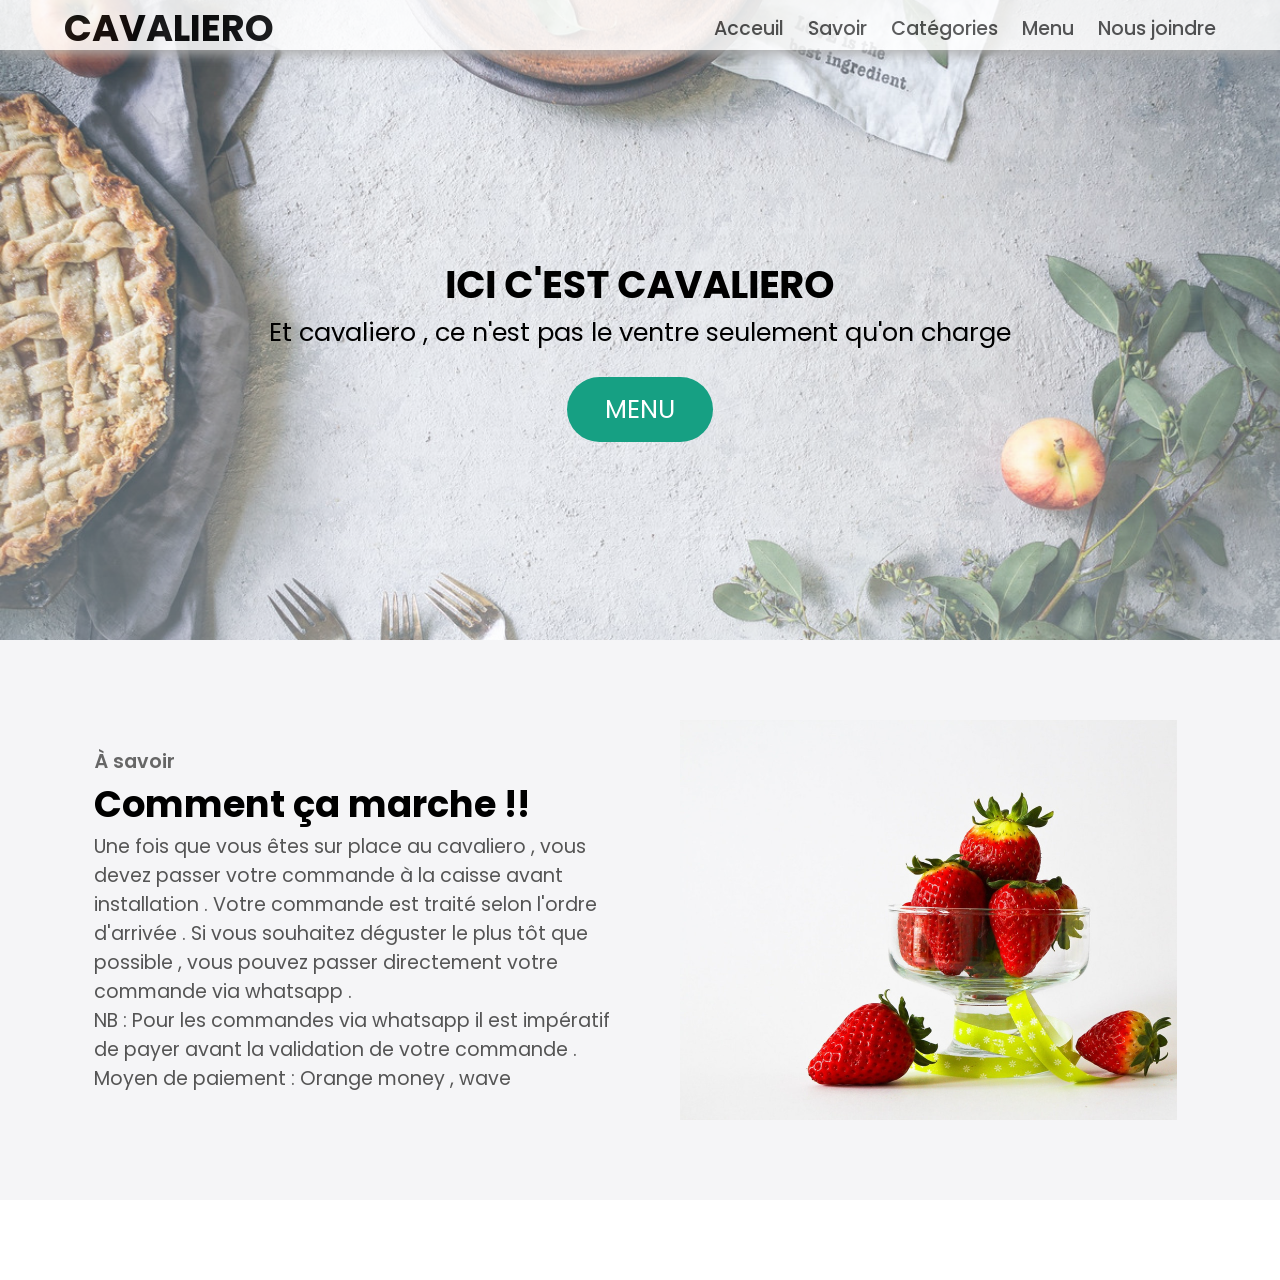 CAVALIERO
Acceuil Savoir Catégories Menu Nous joindre
is the
best ingredient
ICI C'EST CAVALIERO
Et cavaliero , ce n'est pas le ventre seulement qu'on charge
MENU
À savoir
Comment ça marche !!
Une fois que vous êtes sur place au cavaliero , vous
devez passer votre commande à la caisse avant
installation . Votre commande est traité selon l'ordre
d'arrivée . Si vous souhaitez déguster le plus tôt que
possible , vous pouvez passer directement votre
commande via whatsapp .
NB : Pour les commandes via whatsapp il est impératif
de payer avant la validation de votre commande .
Moyen de paiement : Orange money , wave